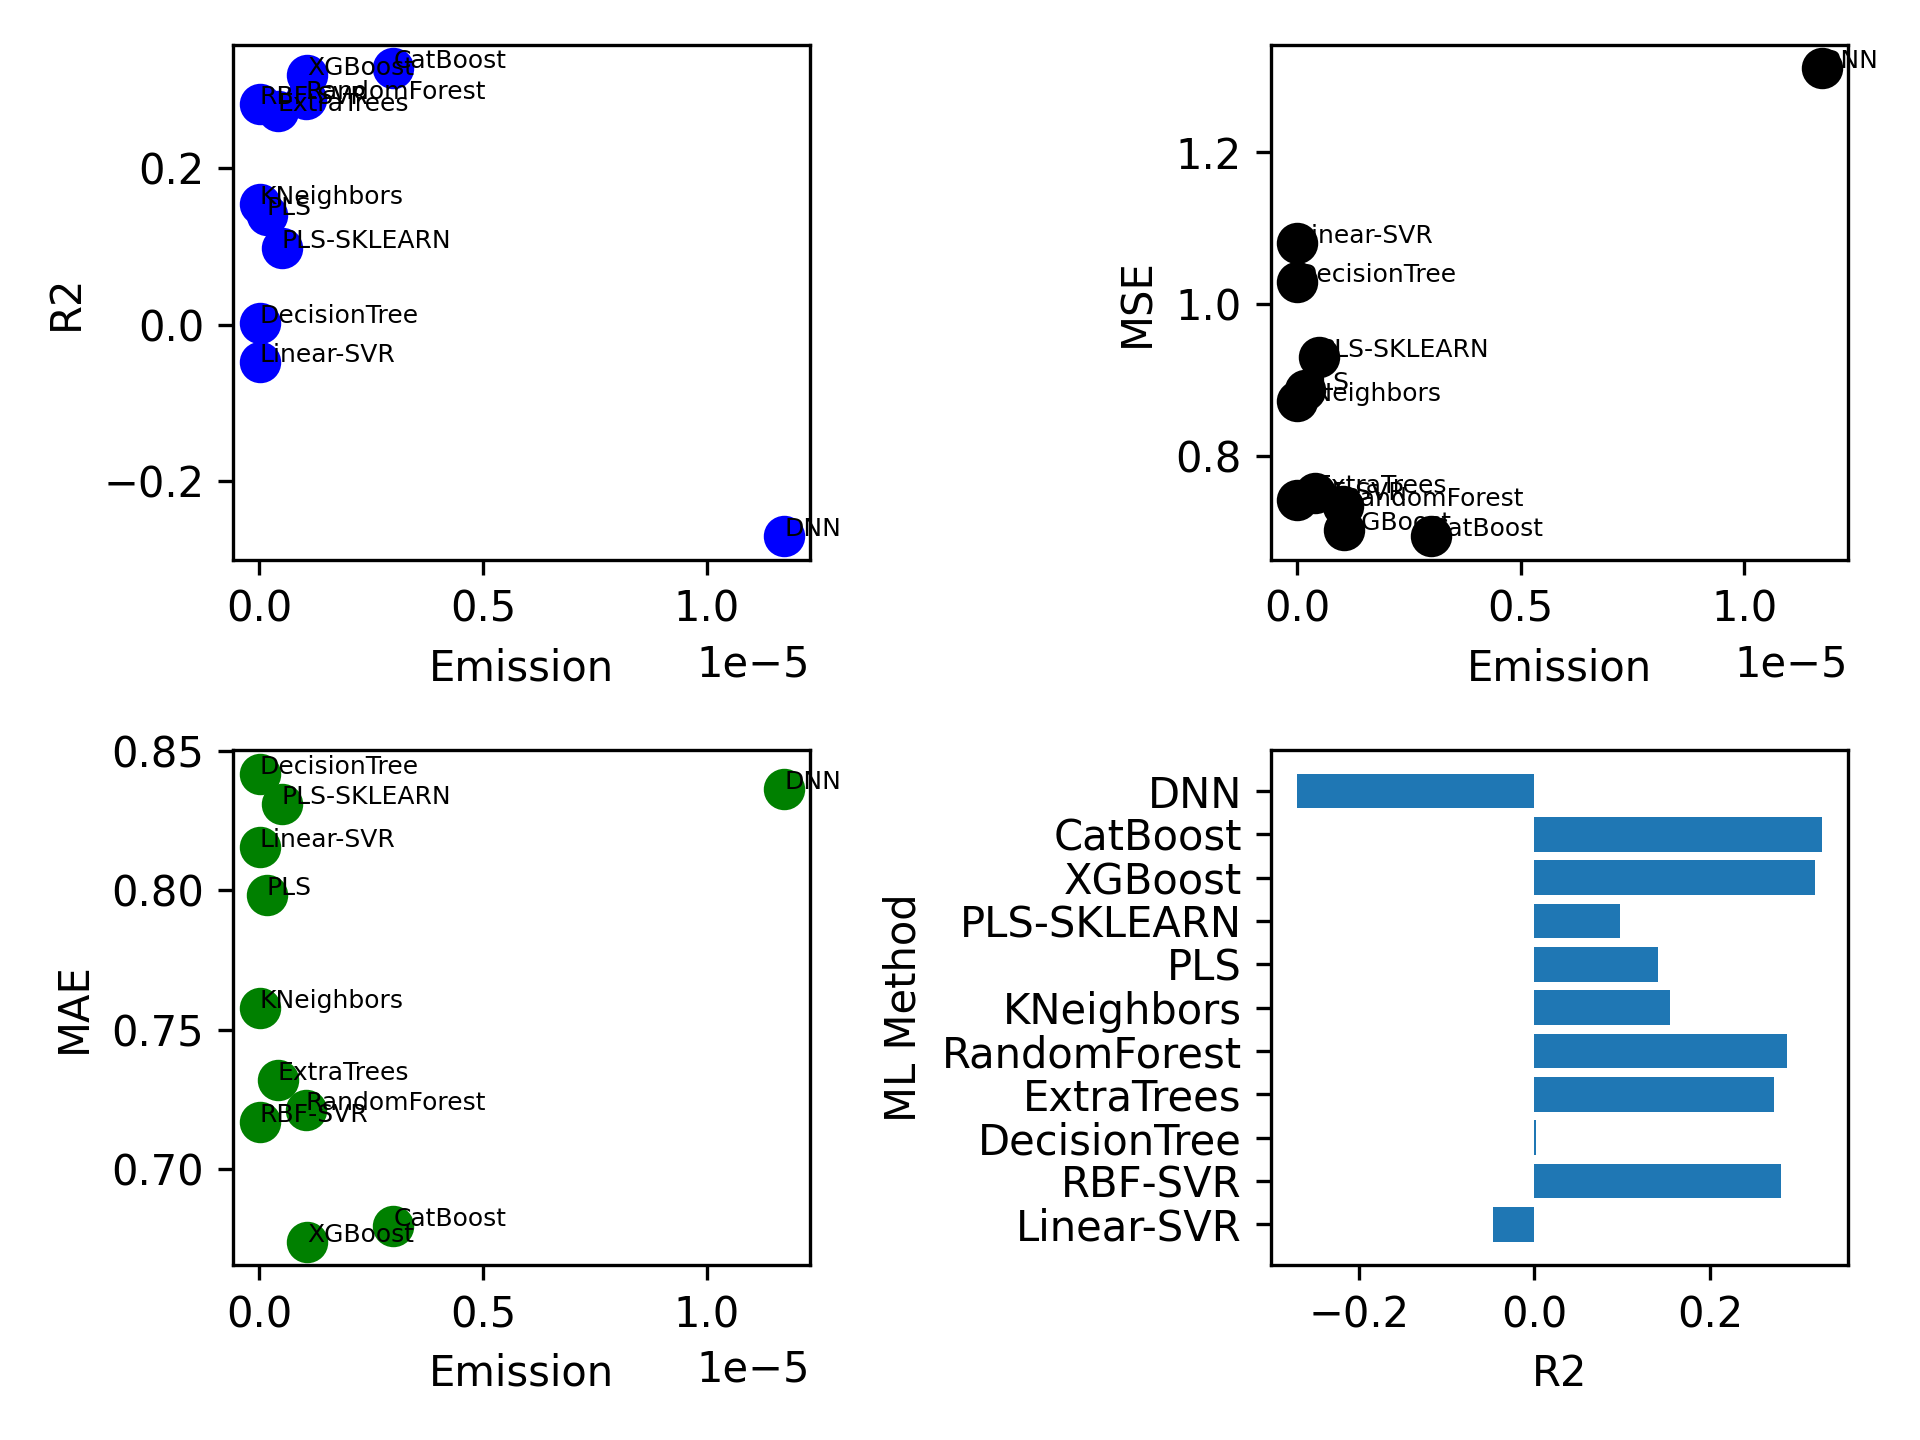 R2
0.2
0.0
−0.2
XGBoost
CatBoost
RandomForest
RBF-SVR
ExtraTrees
KNeighbors
PLS
PLS-SKLEARN
DecisionTree
Linear-SVR
DNN
0.0 0.5 1.0
Emission
1e−5
MSE
1.2
1.0
0.8
DNN
Linear-SVR
DecisionTree
PLS-SKLEARN
PLS
KNeighbors
ExtraTrees
RBF-SVR
RandomForest
XGBoost
CatBoost
0.0 0.5 1.0
Emission
1e−5
MAE
0.85
0.80
0.75
0.70
DecisionTree
DNN
PLS-SKLEARN
Linear-SVR
PLS
KNeighbors
ExtraTrees
RandomForest
RBF-SVR
CatBoost
XGBoost
0.0 0.5 1.0
Emission
1e−5
ML Method
DNN
CatBoost
XGBoost
PLS-SKLEARN
PLS
KNeighbors
RandomForest
ExtraTrees
DecisionTree
RBF-SVR
Linear-SVR
−0.2 0.0 0.2
R2